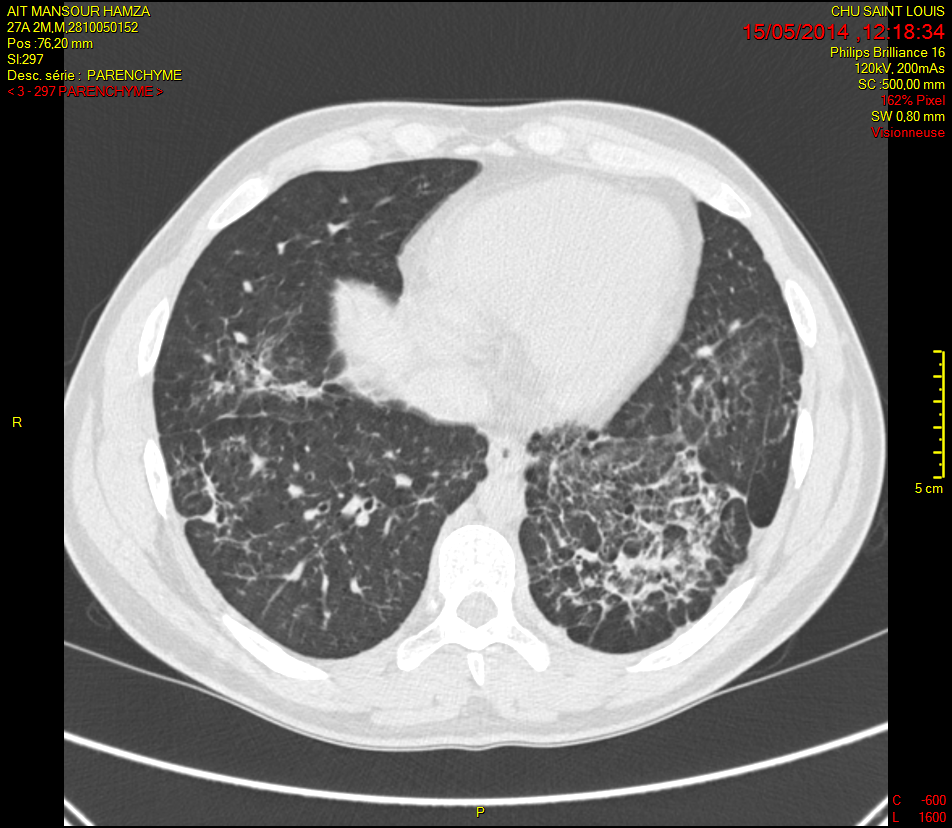 AIT MANSOUR HAMZA
27A 2M,M,2810050152
Pos :76,20 mm
SI:297
Desc. série : PARENCHYME
< 3 - 297 PARENCHYME >
CHU SAINT LOUIS
15/05/2014 ,12:18:34
Philips Brilliance 16
120kV, 200mAs
SC :500,00 mm
162% Pixel
SW 0,80 mm
Visionneuse
R
5 cm
P
C -600
L 1600